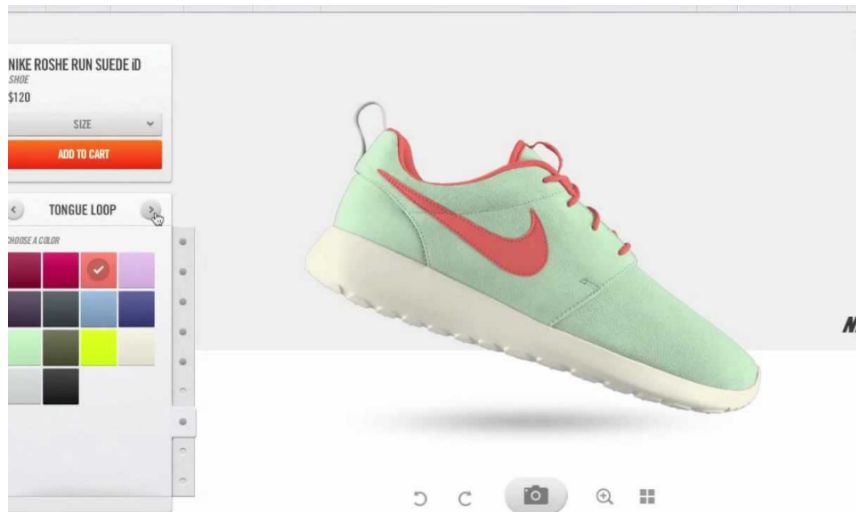 NIKE ROSHE RUN SUEDE iD
SHOE
$120
SIZE
ADD TO CART
TONGUE LOOP
CHOOSE A COLOR